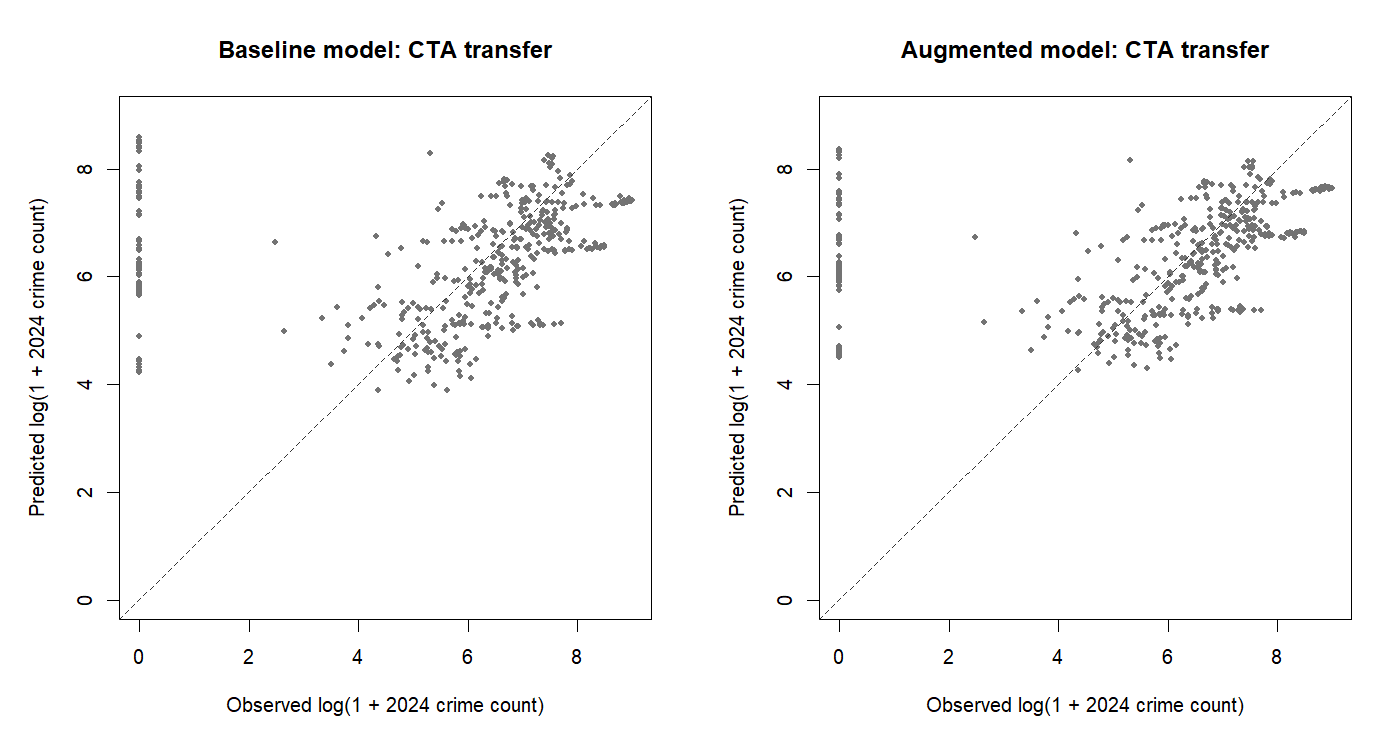 Baseline model: CTA transfer
Predicted log(1 + 2024 crime count)
8
6
4
2
0
0 2 4 6 8
Observed log(1 + 2024 crime count)
Augmented model: CTA transfer
Predicted log(1 + 2024 crime count)
8
6
4
2
0
0 2 4 6 8
Observed log(1 + 2024 crime count)